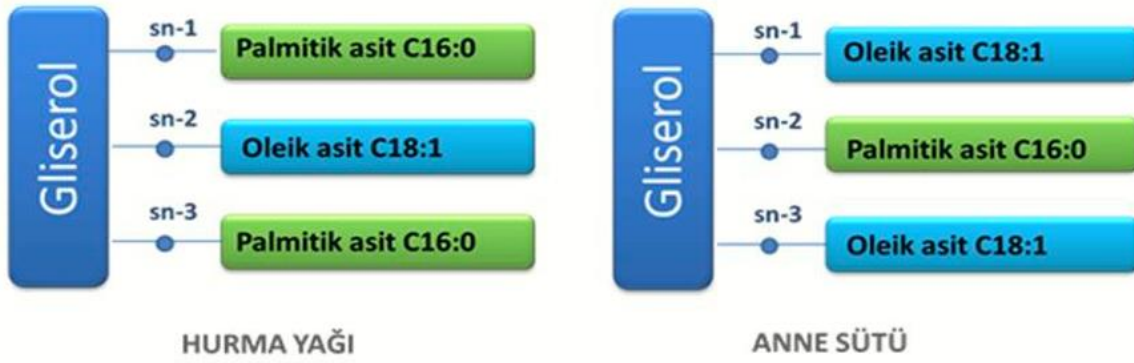 Gliserol
sn-1
Palmitik asit C16:0
sn-2
Oleik asit C18:1
sn-3
Palmitik asit C16:0
HURMA YAĞI
Gliserol
sn-1
Oleik asit C18:1
sn-2
Palmitik asit C16:0
sn-3
Oleik asit C18:1
ANNE SÜTÜ